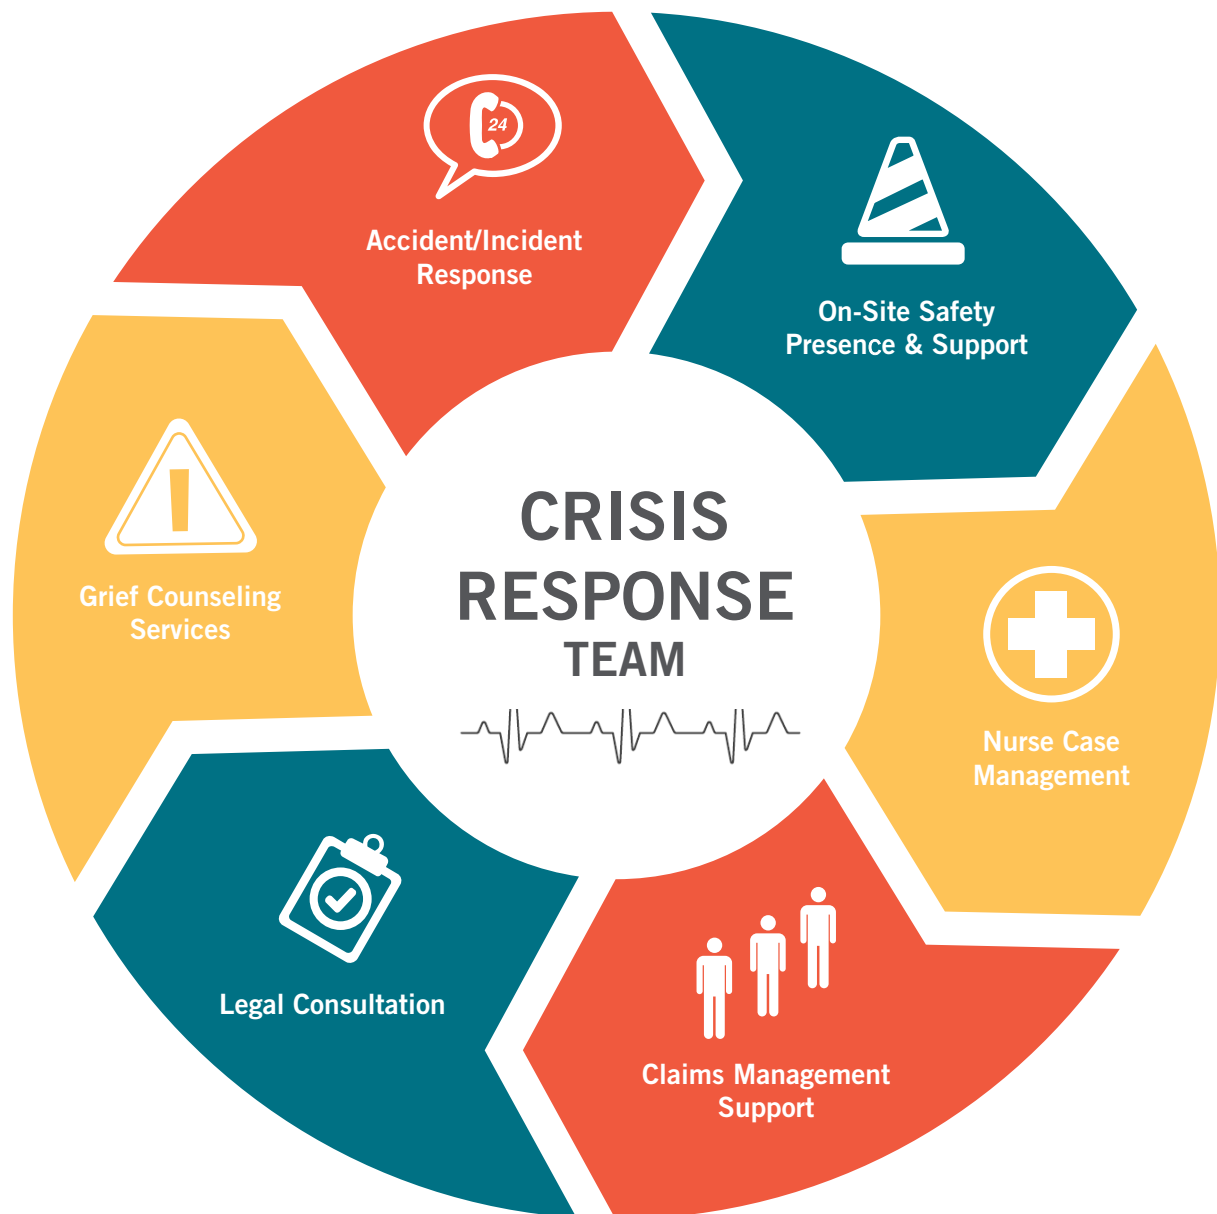 24
Accident/Incident
Response
On-Site Safety
Presence & Support
Grief Counseling
Services
CRISIS
RESPONSE
TEAM
Nurse Case
Management
Legal Consultation
Claims Management
Support